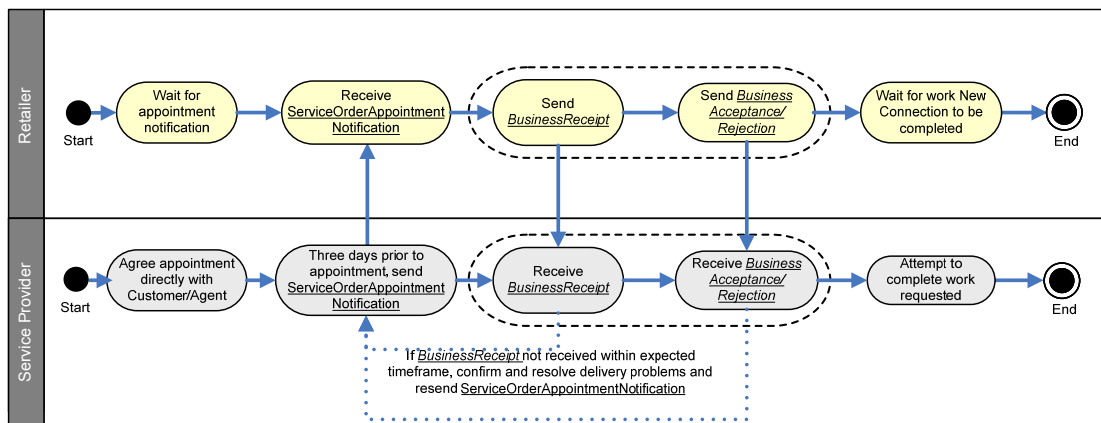 Retailer
Start
Wait for
appointment
notification
Receive
ServiceOrderAppointment
Notification
Send
BusinessReceipt
Send Business
Acceptance/
Rejection
Wait for work New
Connection to be
completed
End
Service Provider
Start
Agree appointment
directly with
Customer/Agent
Three days prior to
appointment, send
ServiceOrderAppointment
Notification
Receive
BusinessReceipt
Receive Business
Acceptance/
Rejection
Attempt to
complete work
requested
End
If BusinessReceipt not received within expected
timeframe, confirm and resolve delivery problems and
resend ServiceOrderAppointmentNotification